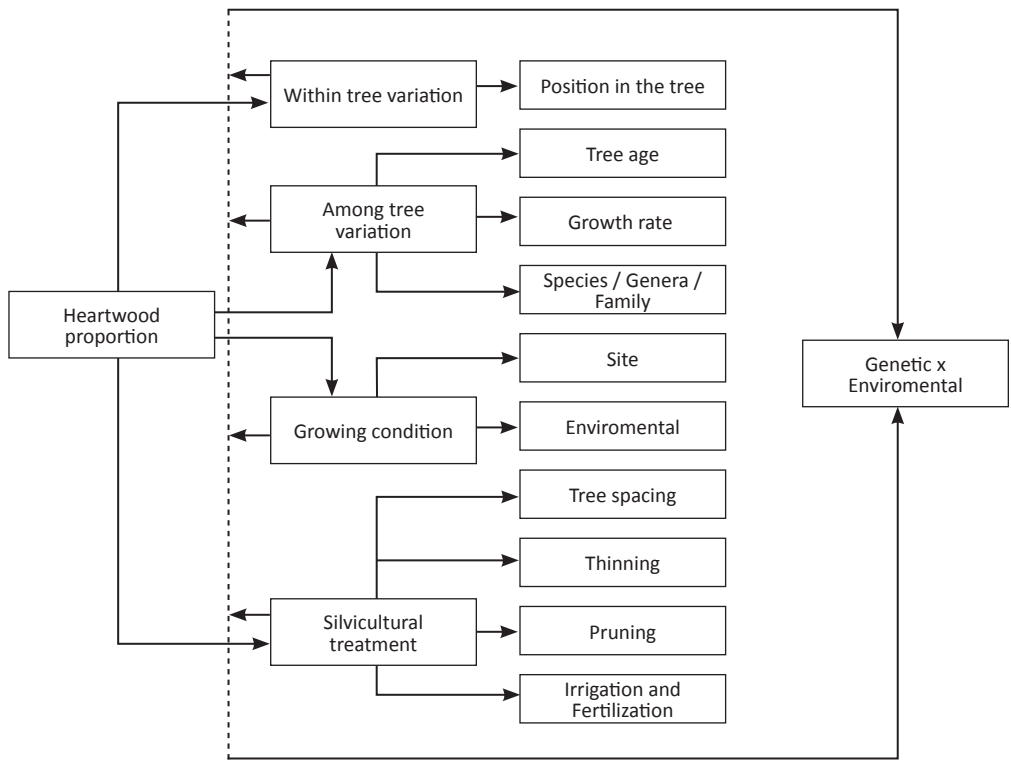 Within tree variation
Position in the tree
Tree age
Among tree
variation
Growth rate
Species / Genera /
Family
Heartwood
proportion
Site
Genetic x
Enviromental
Growing condition
Enviromental
Tree spacing
Thinning
Silvicultural
treatment
Pruning
Irrigation and
Fertilization